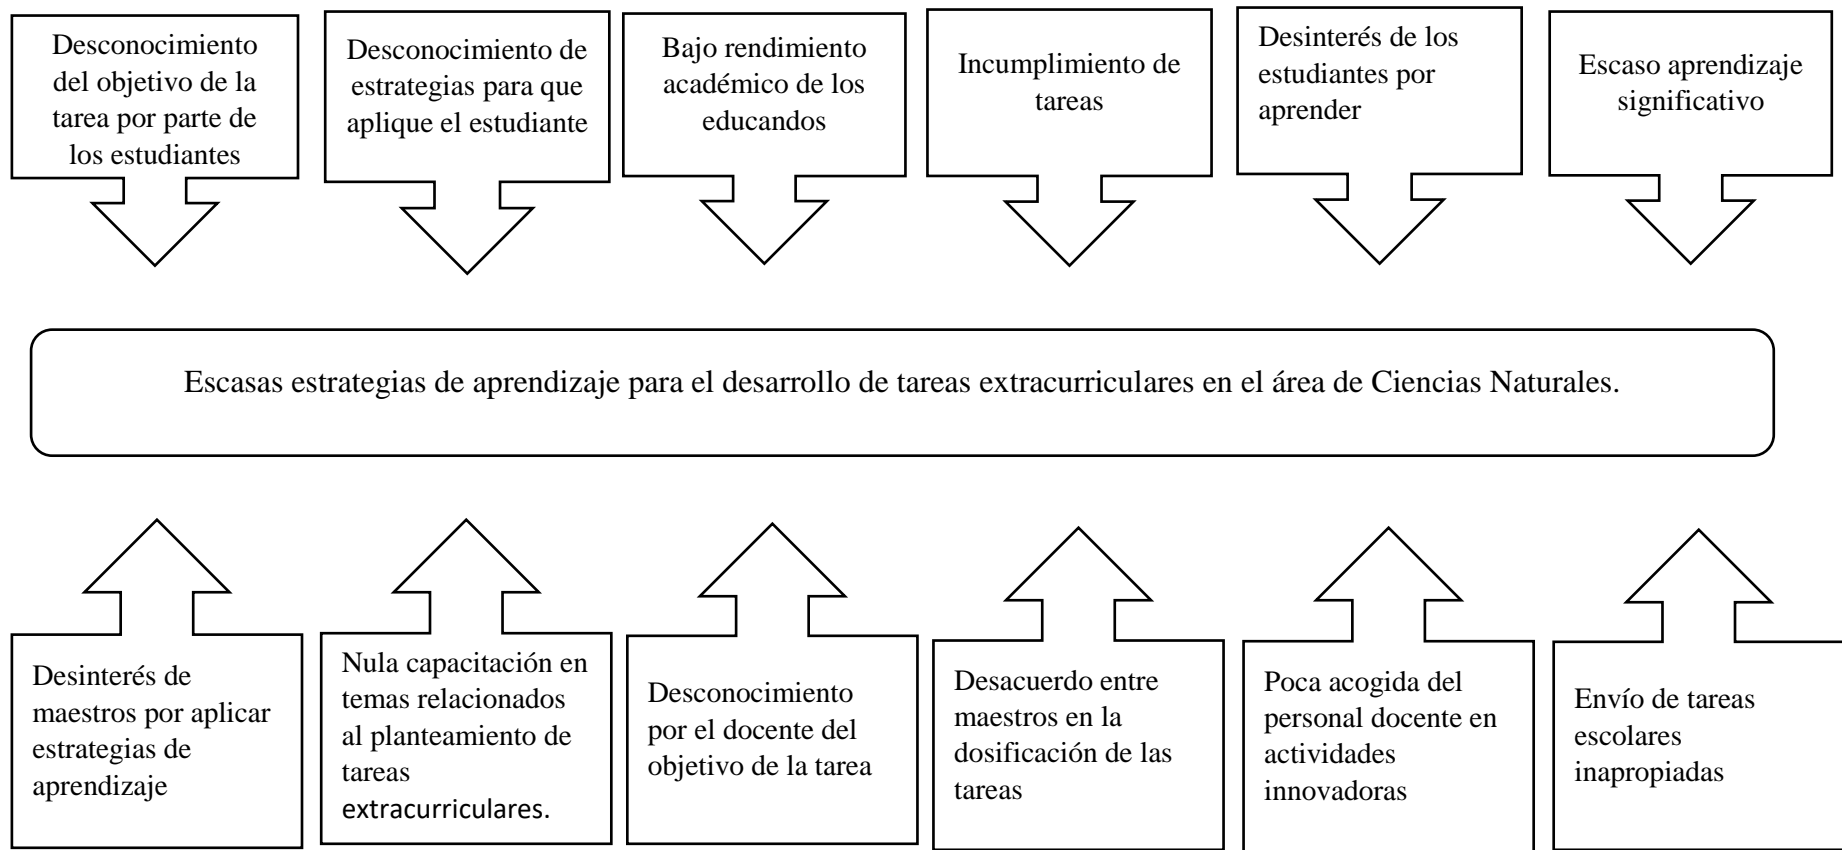 Desconocimiento
del objetivo de la
tarea por parte de
los estudiantes
Desconocimiento de
estrategias para que
aplique el estudiante
Bajo rendimiento
académico de los
educandos
Incumplimiento de
tareas
Desinterés de los
estudiantes por
aprender
Escaso aprendizaje
significativo
Escasas estrategias de aprendizaje para el desarrollo de tareas extracurriculares en el área de Ciencias Naturales.
Desinterés de
maestros por aplicar
estrategias de
aprendizaje
Nula capacitación en
temas relacionados
al planteamiento de
tareas
extracurriculares.
Desconocimiento
por el docente del
objetivo de la tarea
Desacuerdo entre
maestros en la
dosificación de las
tareas
Poca acogida del
personal docente en
actividades
innovadoras
Envío de tareas
escolares
inapropiadas